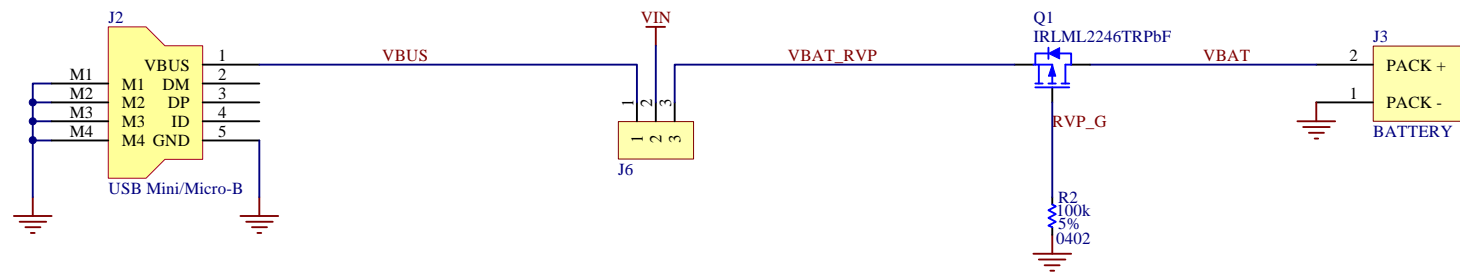 J2
VBUS 1
M1 M1 DM 2
M2 M2 DP 3
M3 M3 ID 4
M4 M4 GND 5
USB Mini/Micro-B
VBUS
VIN
1 2 3
1 2 3
J6
VBAT_RVP
Q1
IRLML2246TRPbF
RVP_G
R2
100k
5%
0402
VBAT
J3
2 PACK +
1 PACK -
BATTERY